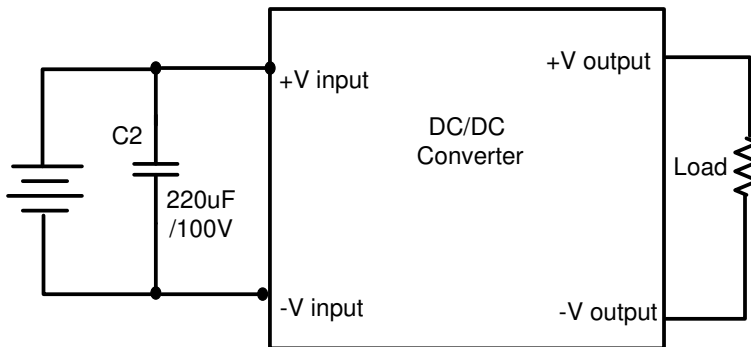 +V input
+V output
C2
DC/DC
Converter
Load
220uF
/100V
-V input
-V output